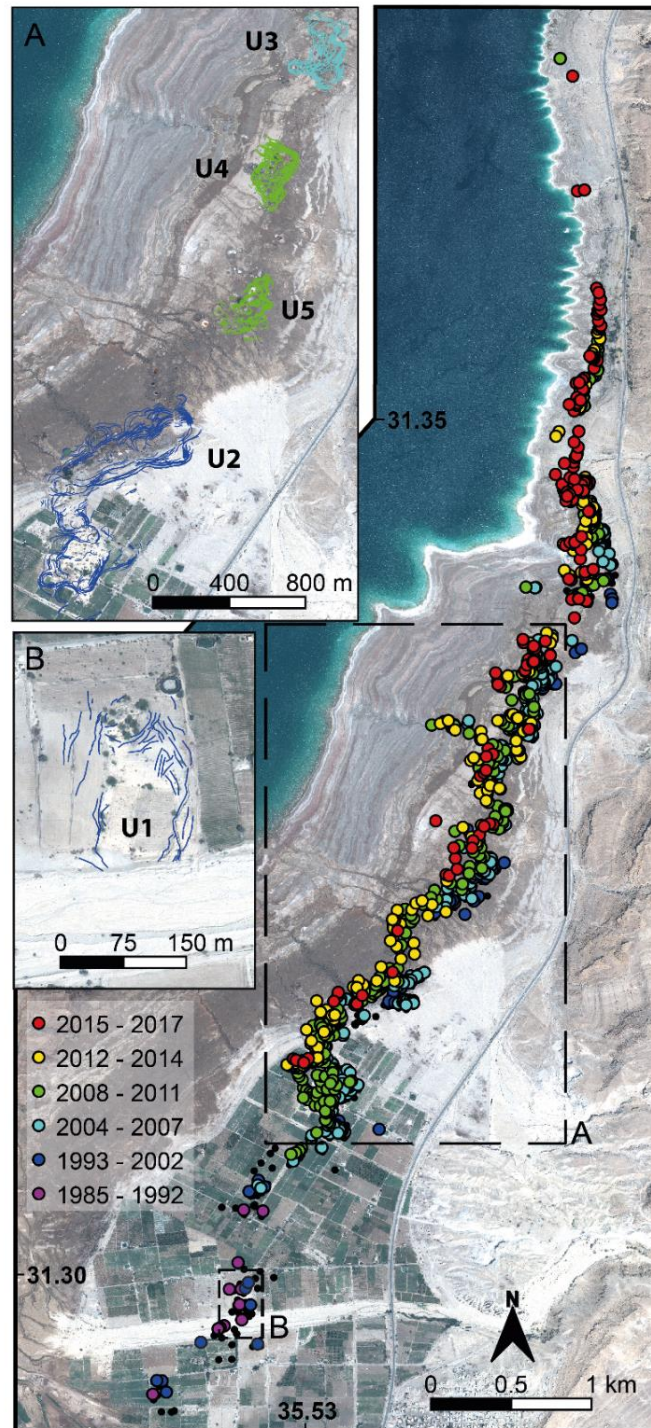 A
U3
U4
U5
U2
0 400 800 m
B
U1
0 75 150 m
31.35
A
2015 - 2017
2012 - 2014
2008 - 2011
2004 - 2007
1993 - 2002
1985 - 1992
31.30
B
N
35.53
0 0.5 1 km